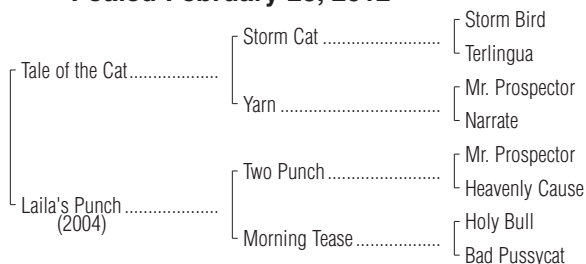 Foaled February 2012
Storm Bird
Storm Cat........................
Terlingua
Tale of the Cat..................
Mr. Prospector
Yarn ................................
Narrate
Mr. Prospector
Two Punch.......................
Heavenly Cause
Laila's Punch ...................
(2004)
Holy Bull
Morning Tease.................
Bad Pussycat